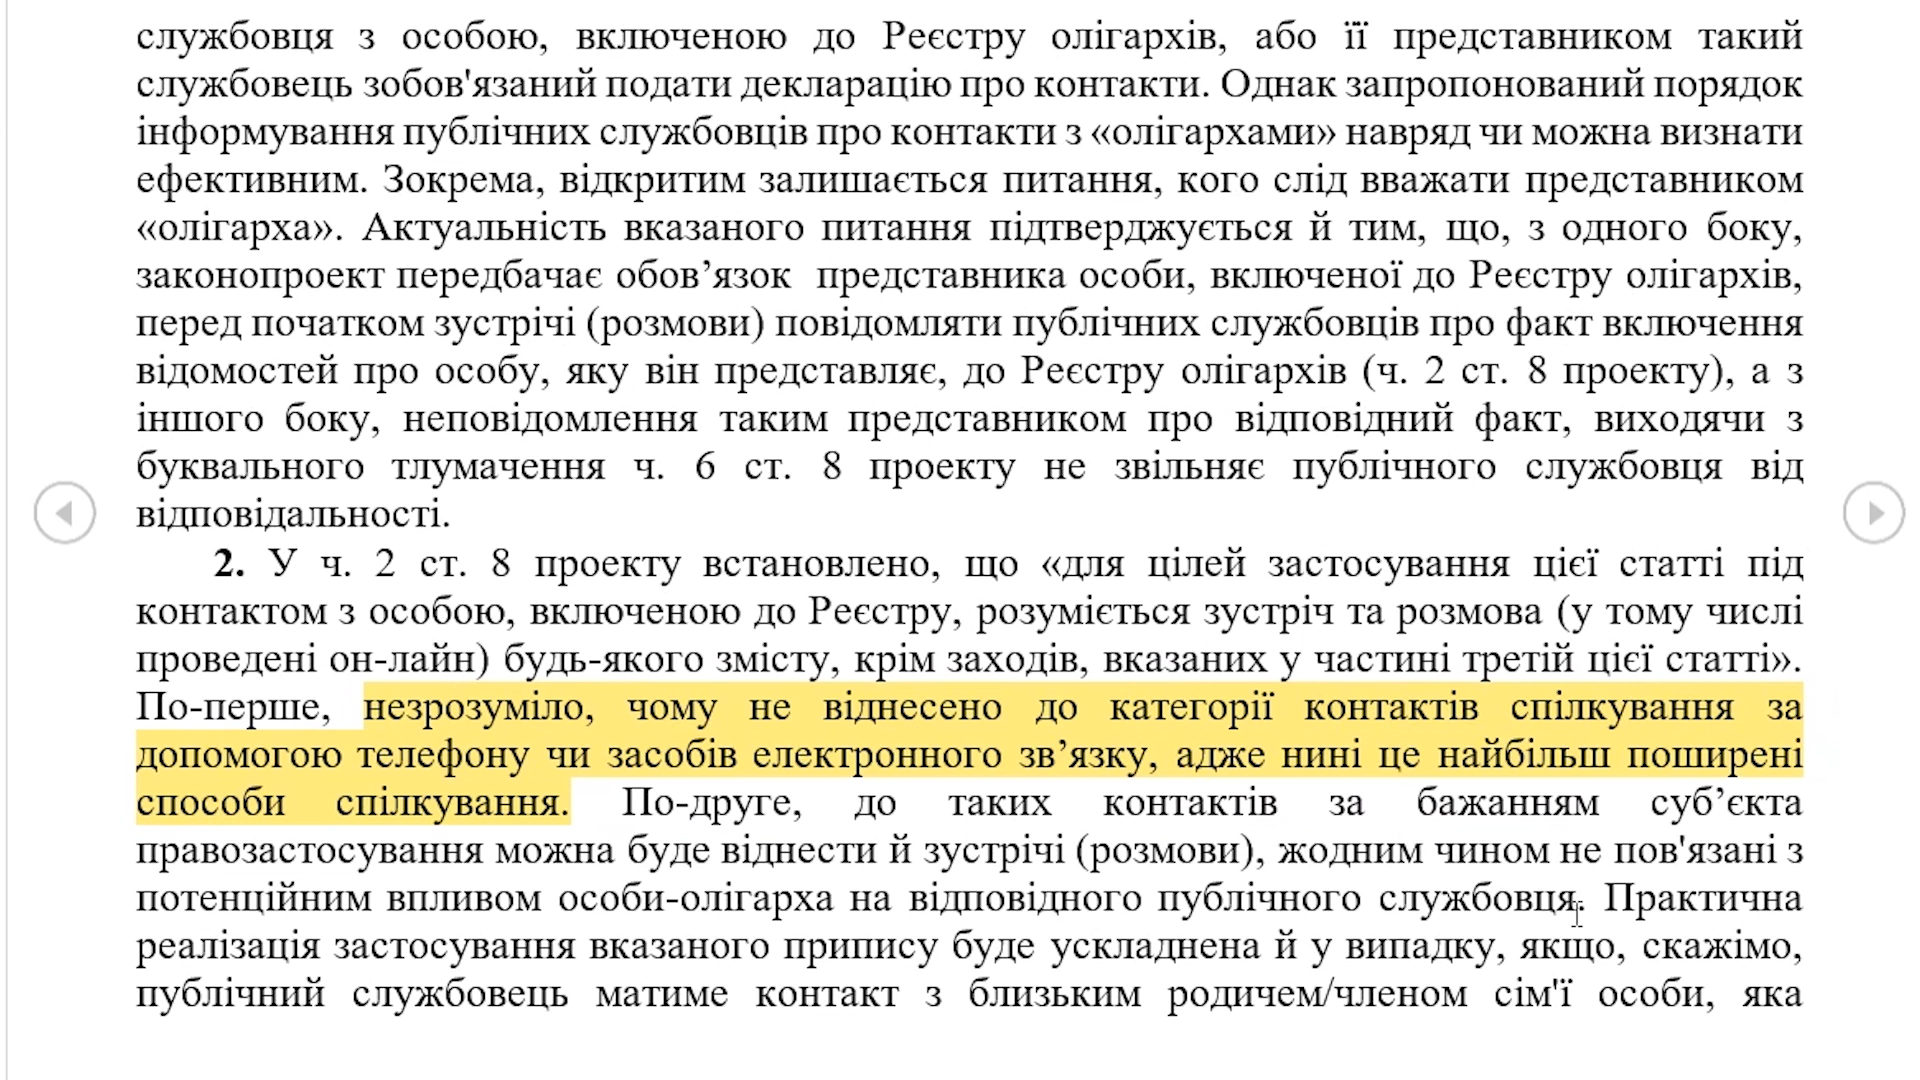 службовця з особою, включеною до Реєстру олігархів, або її представником такий
службовець зобов'язаний подати декларацію про контакти. Однак запропонований порядок
інформування публічних службовців про контакти з «олігархами» навряд чи можна визнати
ефективним. Зокрема, відкритим залишається питання, кого слід вважати представником
«олігарха». Актуальність вказаного питання підтверджується й тим, що, з одного боку,
законопроект передбачає обов’язок  представника особи, включеної до Реєстру олігархів,
перед початком зустрічі (розмови) повідомляти публічних службовців про факт включення
відомостей про особу, яку він представляє, до Реєстру олігархів (ч. 2 ст. 8 проекту), а з
іншого боку, неповідомлення таким представником про відповідний факт, виходячи з
буквального тлумачення ч. 6 ст. 8 проекту не звільняє публічного службовця від
відповідальності.
2. У ч. 2 ст. 8 проекту встановлено, що «для цілей застосування цієї статті під
контактом з особою, включеною до Реєстру, розуміється зустріч та розмова (у тому числі
проведені он-лайн) будь-якого змісту, крім заходів, вказаних у частині третій цієї статті».
По-перше, незрозуміло, чому не віднесено до категорії контактів спілкування за
допомогою телефону чи засобів електронного зв’язку, адже нині це найбільш поширені
способи спілкування. По-друге, до таких контактів за бажанням суб’єкта
правозастосування можна буде віднести й зустрічі (розмови), жодним чином не пов'язані з
потенційним впливом особи-олігарха на відповідного публічного службовця. Практична
реалізація застосування вказаного припису буде ускладнена й у випадку, якщо, скажімо,
публічний службовець матиме контакт з близьким родичем/членом сім'ї особи, яка